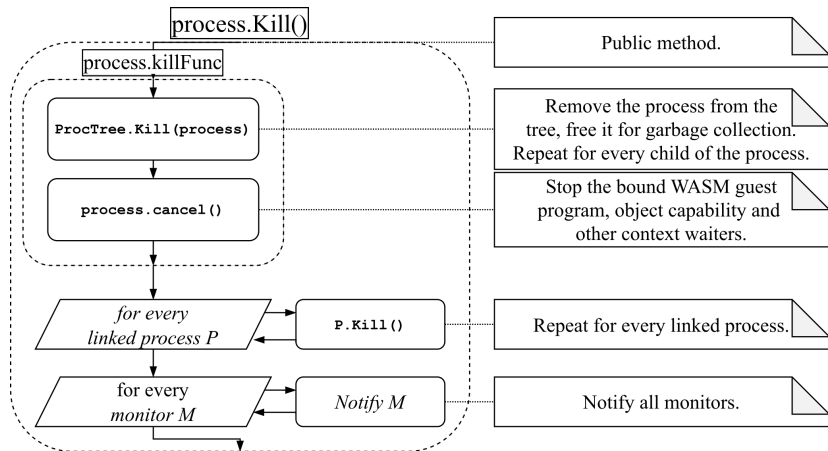 process.Kill()
Public method.
process.killFunc
ProcTree.Kill(process)
Remove the process from the
tree, free it for garbage collection.
Repeat for every child of the process.
process.cancel()
Stop the bound WASM guest
program, object capability and
other context waiters.
for every
linked process P
P.Kill()
Repeat for every linked process.
for every
monitor M
Notify M
Notify all monitors.